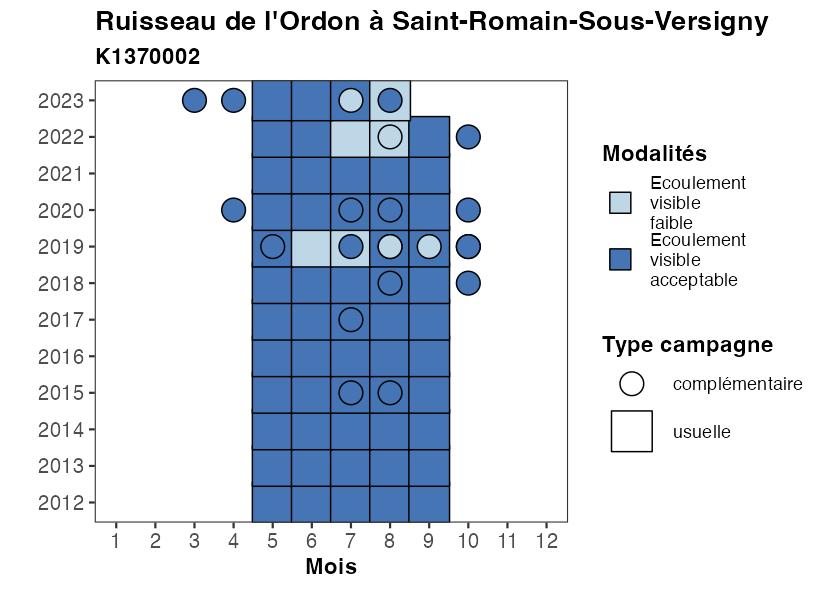 Ruisseau de l'Ordon à Saint-Romain-Sous-Versigny
K1370002
2023
2022
2021
2020
2019
2018
2017
2016
2015
2014
2013
2012
1 2 3 4 5 6 7 8 9 10 11 12
Mois
Modalités
Ecoulement
visible
faible
Ecoulement
visible
acceptable
Type campagne
complémentaire
usuelle